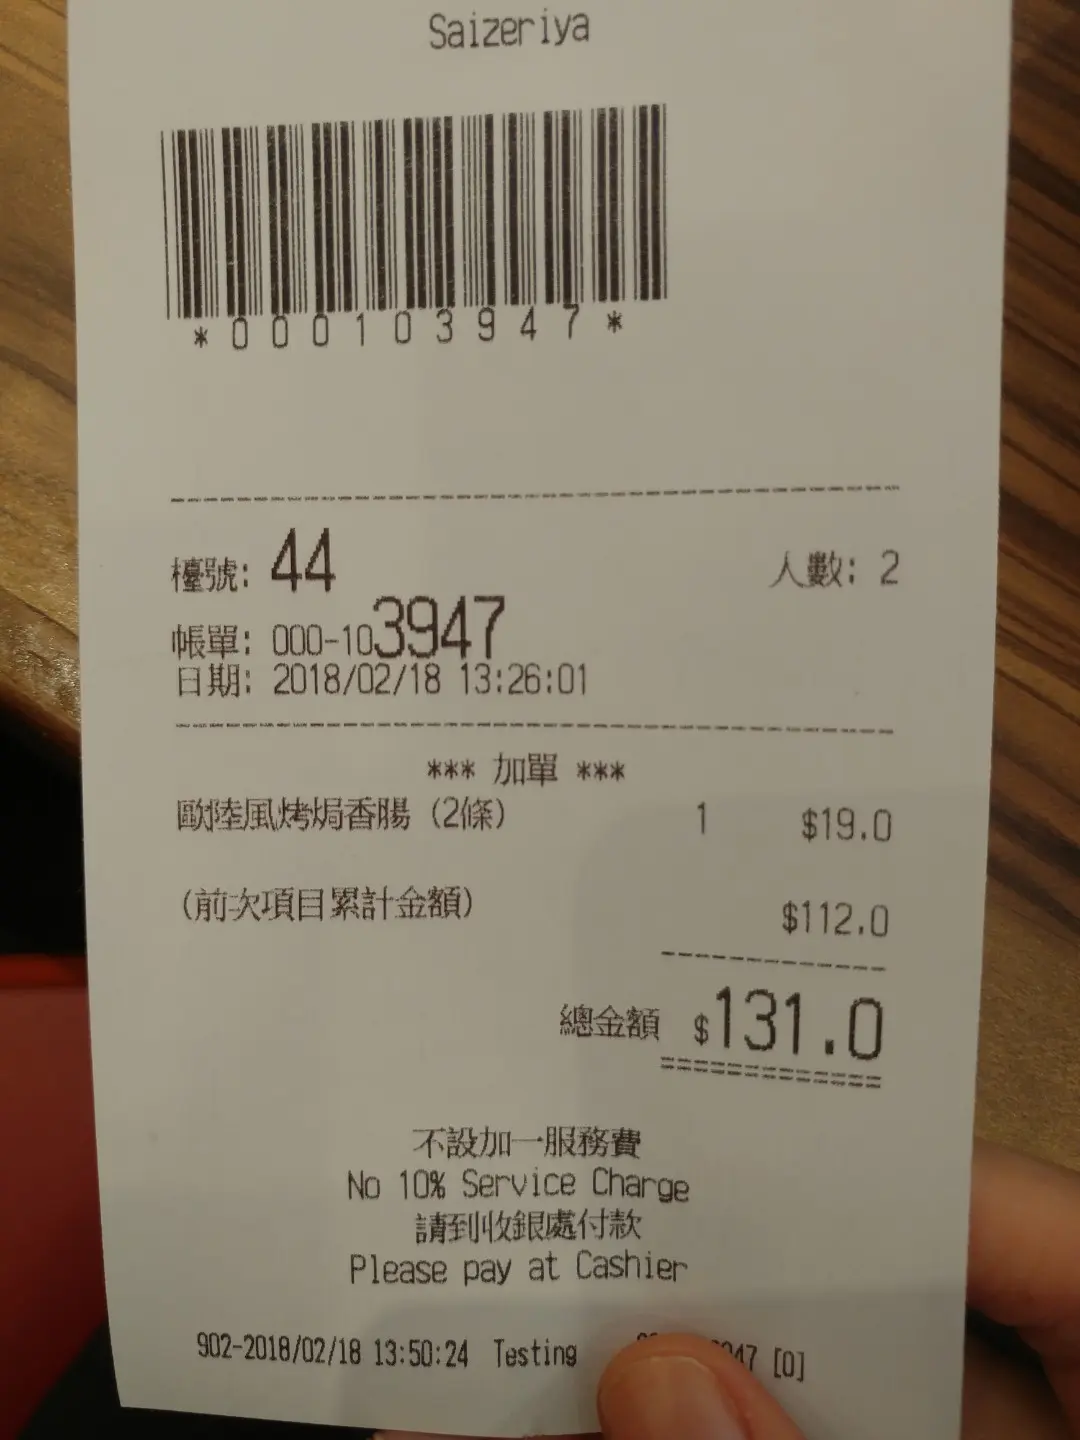 Saizeriya
*000103947*
檯號: 44 人數: 2
帳單: 000-103947
日期: 2018/02/18 13:26:01
*** 加單 ***
歐陸風烤焗香腸 (2條) 1 $19.0
(前次項目累計金額) $112.0
總金額 $131.0
不設加一服務費
No 10% Service Charge
請到收銀處付款
Please pay at Cashier
902-2018/02/18 13:50:24 Testing [0]